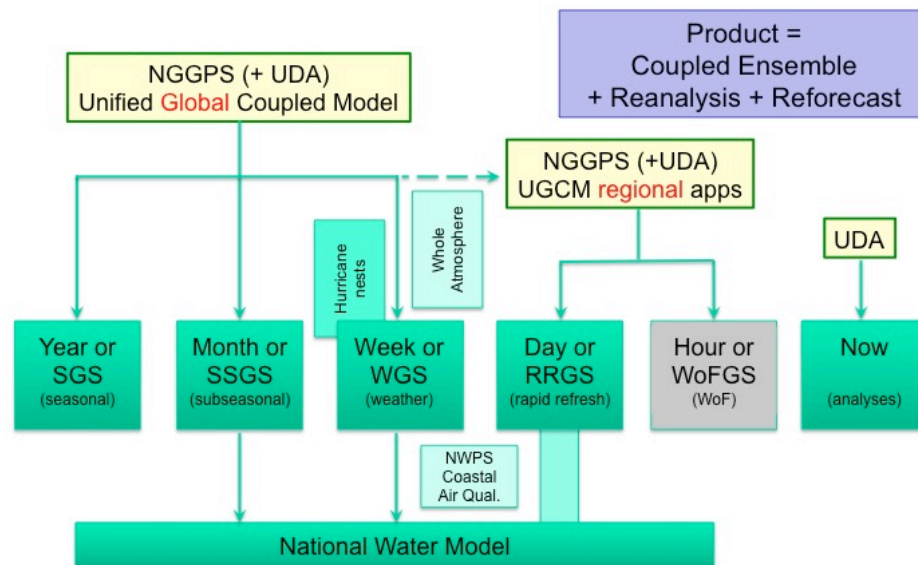 Product =
Coupled Ensemble
+ Reanalysis + Reforecast
NGGPS (+ UDA)
Unified Global Coupled Model
NGGPS (+UDA)
UGCM regional apps
Whole
Atmosphere
Hurricane
nests
UDA
Year or
SGS
(seasonal)
Month or
SSGS
(subseasonal)
Week or
WGS
(weather)
Day or
RRGS
(rapid refresh)
Hour or
WoFGS
(WoF)
Now
(analyses)
NWPS
Coastal
Air Qual.
National Water Model